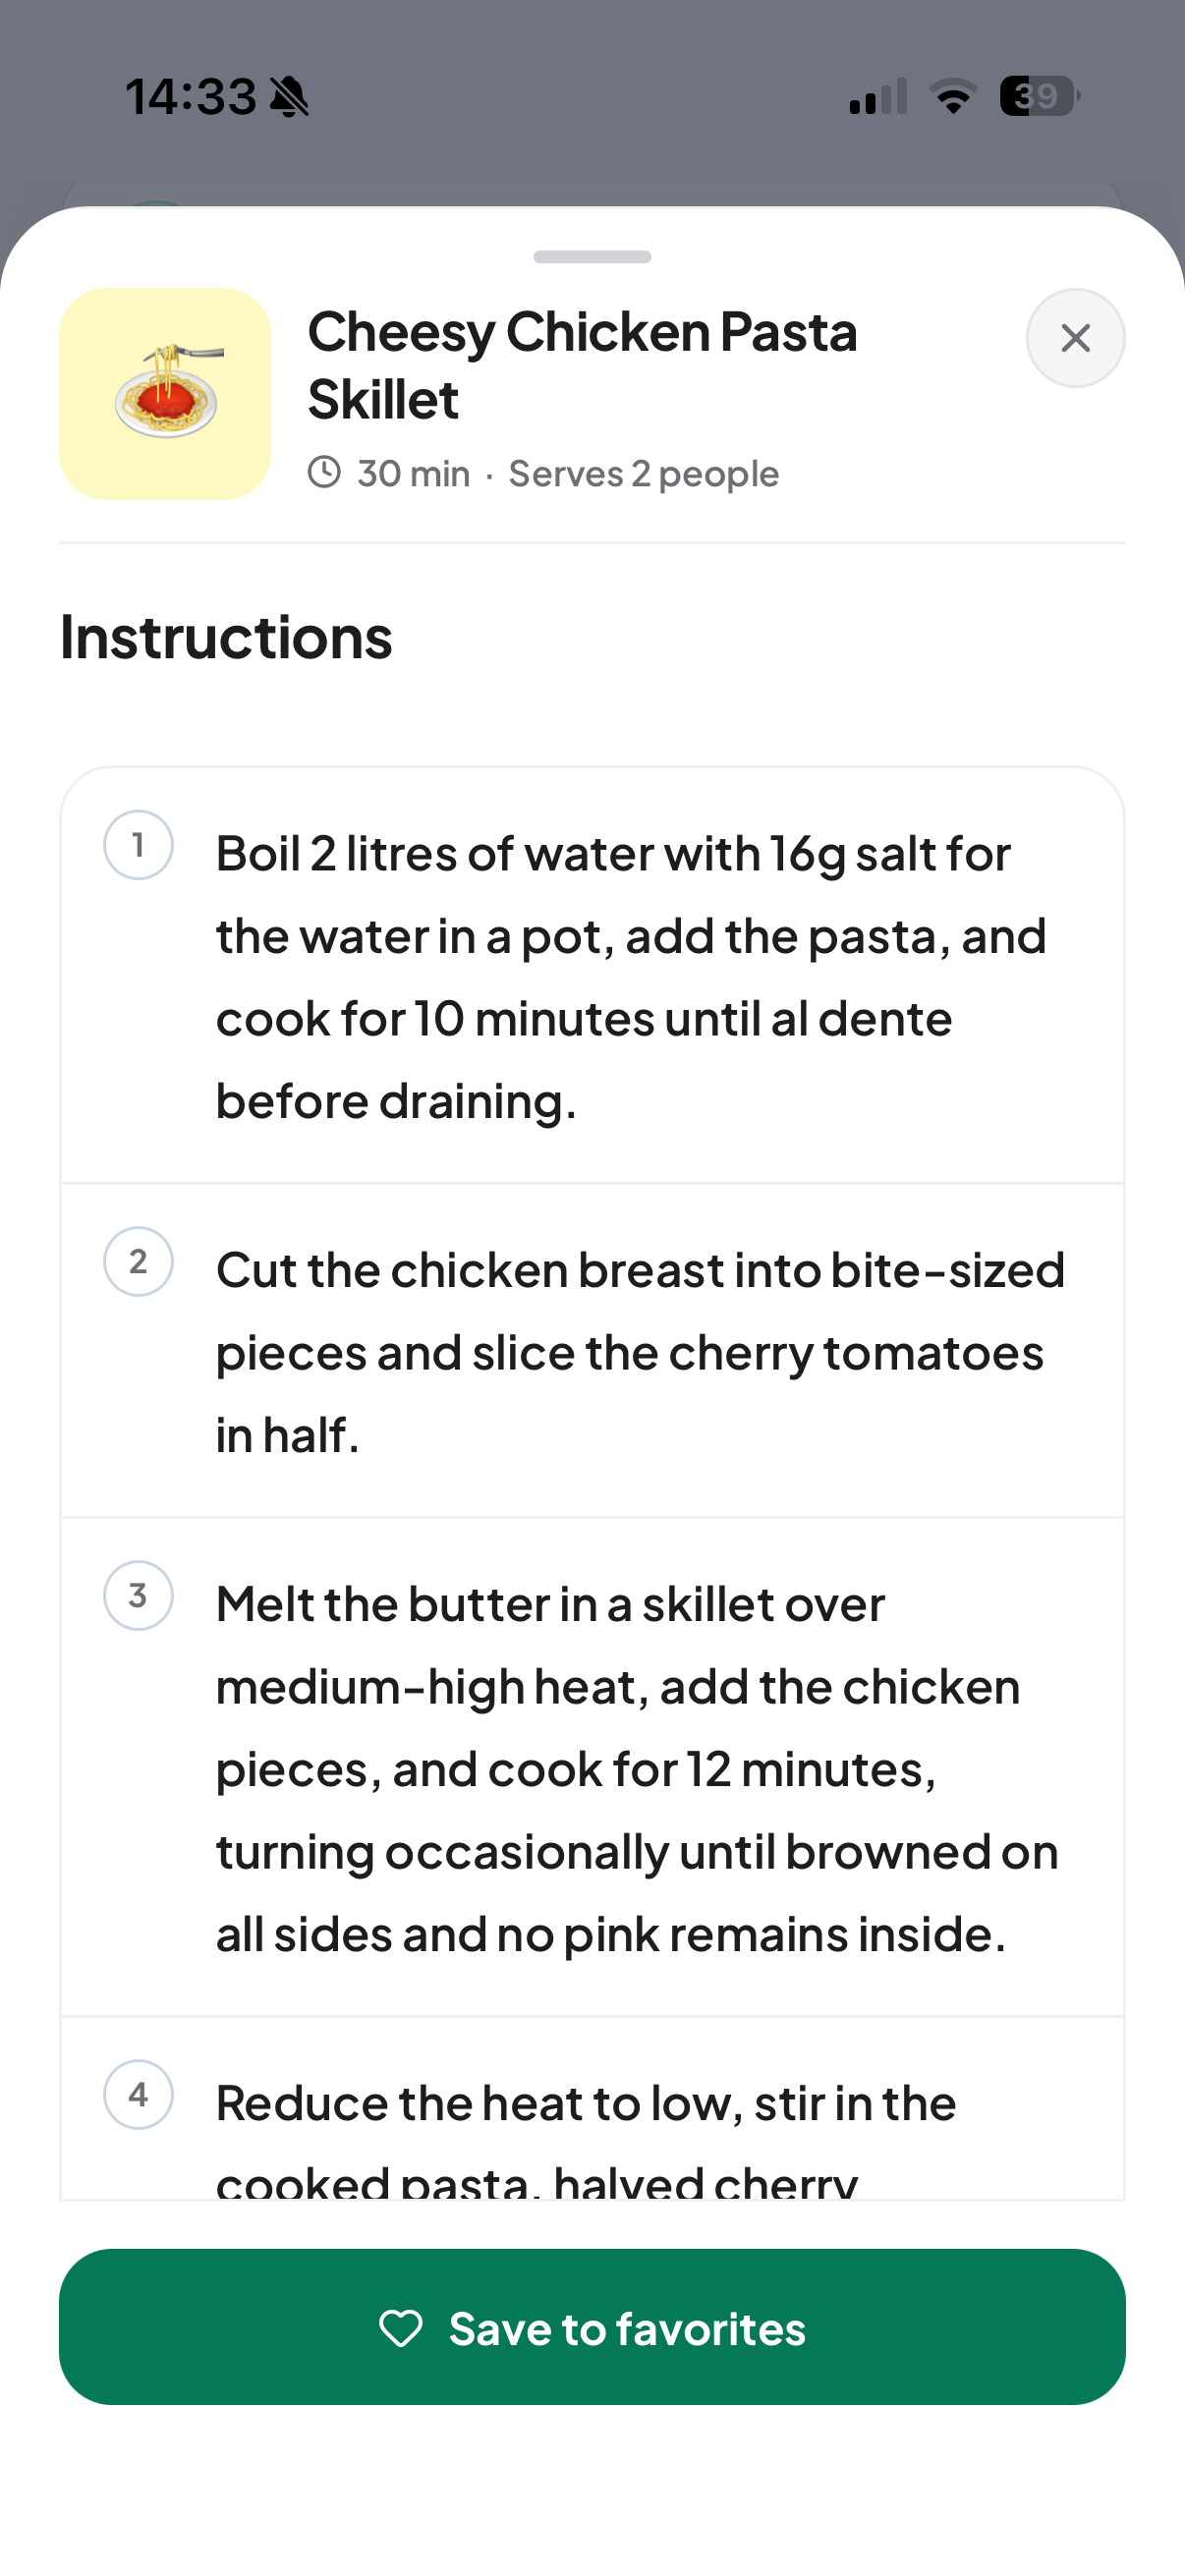 14:33
39
Cheesy Chicken Pasta
Skillet
30 min · Serves 2 people
Instructions
1
Boil 2 litres of water with 16g salt for
the water in a pot, add the pasta, and
cook for 10 minutes until al dente
before draining.
2
Cut the chicken breast into bite-sized
pieces and slice the cherry tomatoes
in half.
3
Melt the butter in a skillet over
medium-high heat, add the chicken
pieces, and cook for 12 minutes,
turning occasionally until browned on
all sides and no pink remains inside.
4
Reduce the heat to low, stir in the
cooked pasta, halved cherry
Save to favorites